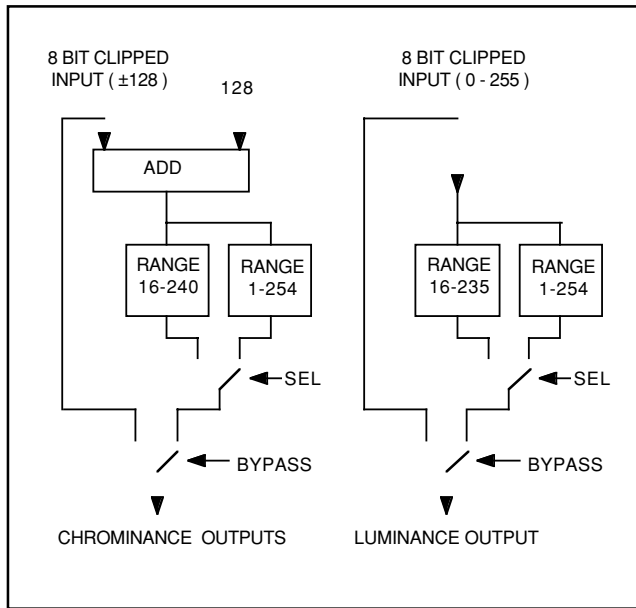 8 BIT CLIPPED
INPUT ( ±128 )
128
ADD
RANGE
16-240
RANGE
1-254
SEL
BYPASS
CHROMINANCE OUTPUTS
8 BIT CLIPPED
INPUT ( 0 - 255 )
RANGE
16-235
RANGE
1-254
SEL
BYPASS
LUMINANCE OUTPUT